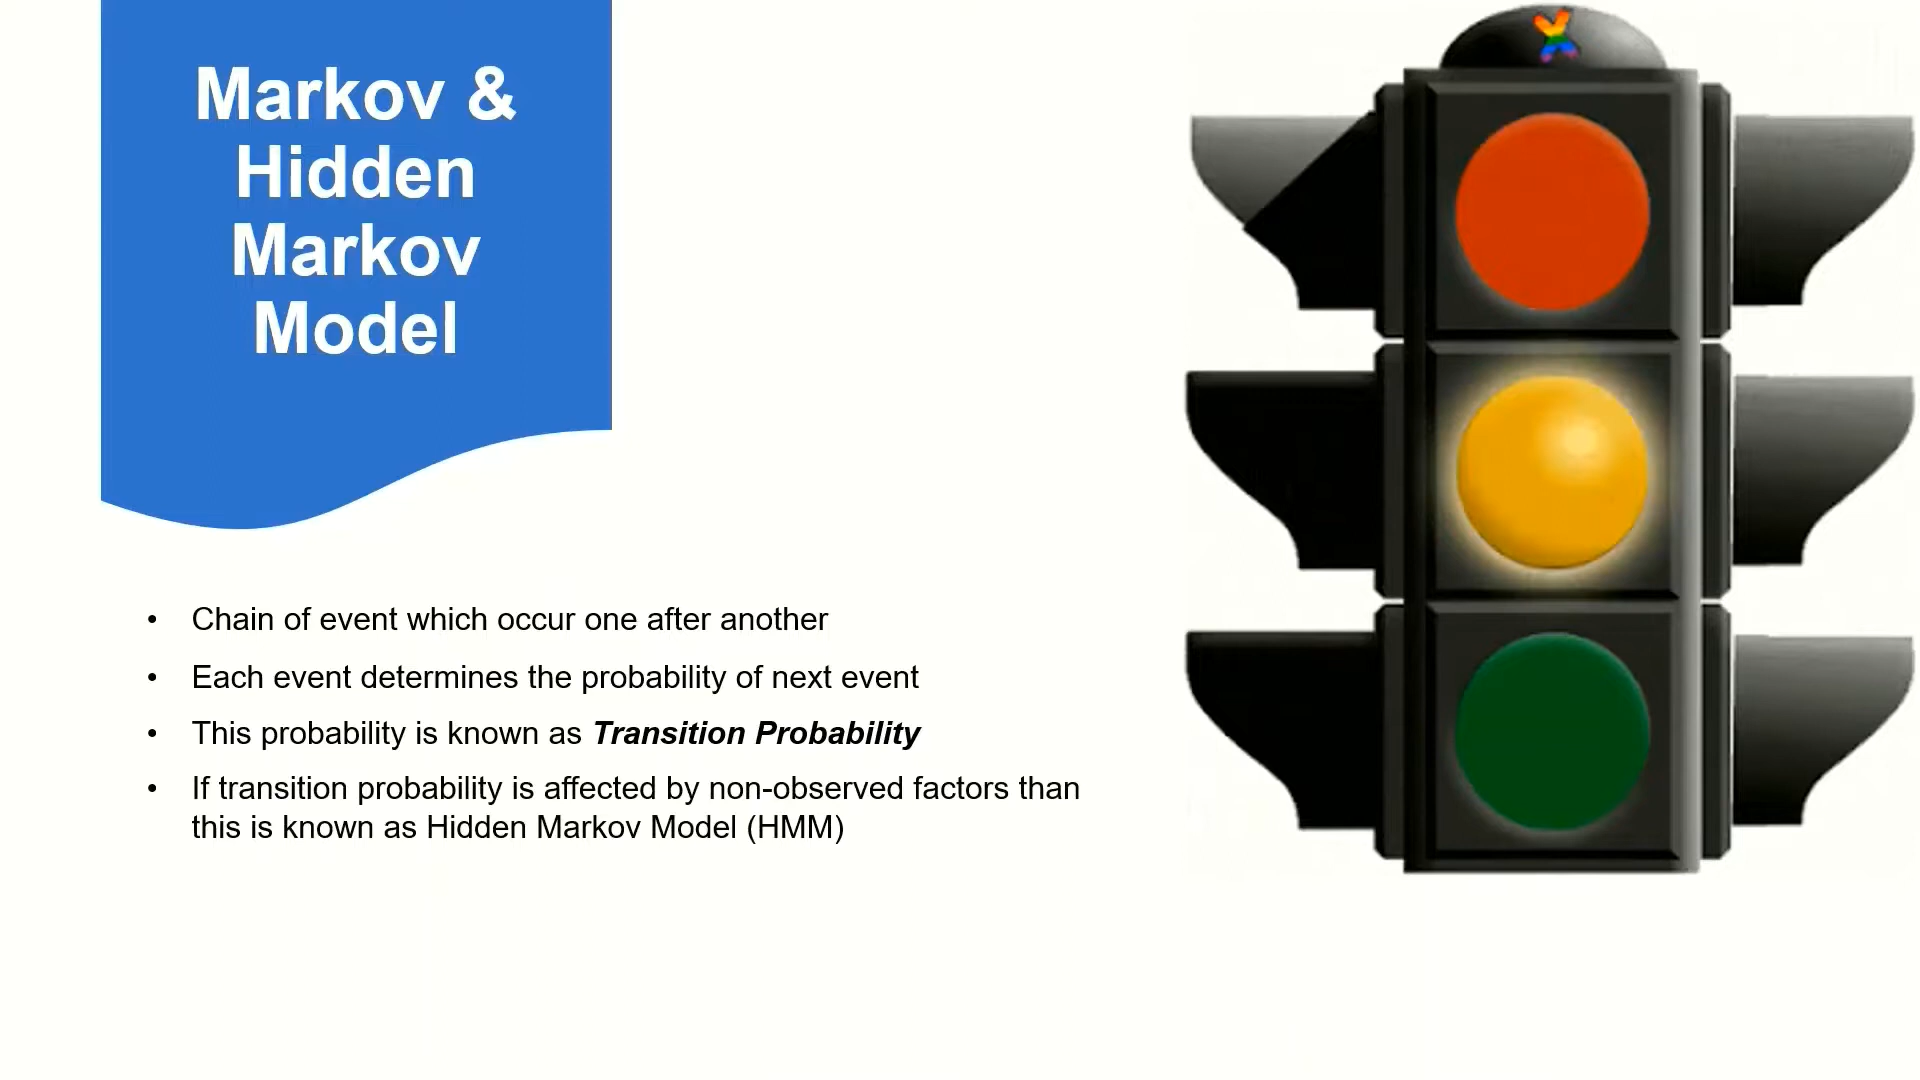 Markov &
Hidden
Markov
Model
• Chain of event which occur one after another
• Each event determines the probability of next event
• This probability is known as Transition Probability
• If transition probability is affected by non-observed factors than
this is known as Hidden Markov Model (HMM)